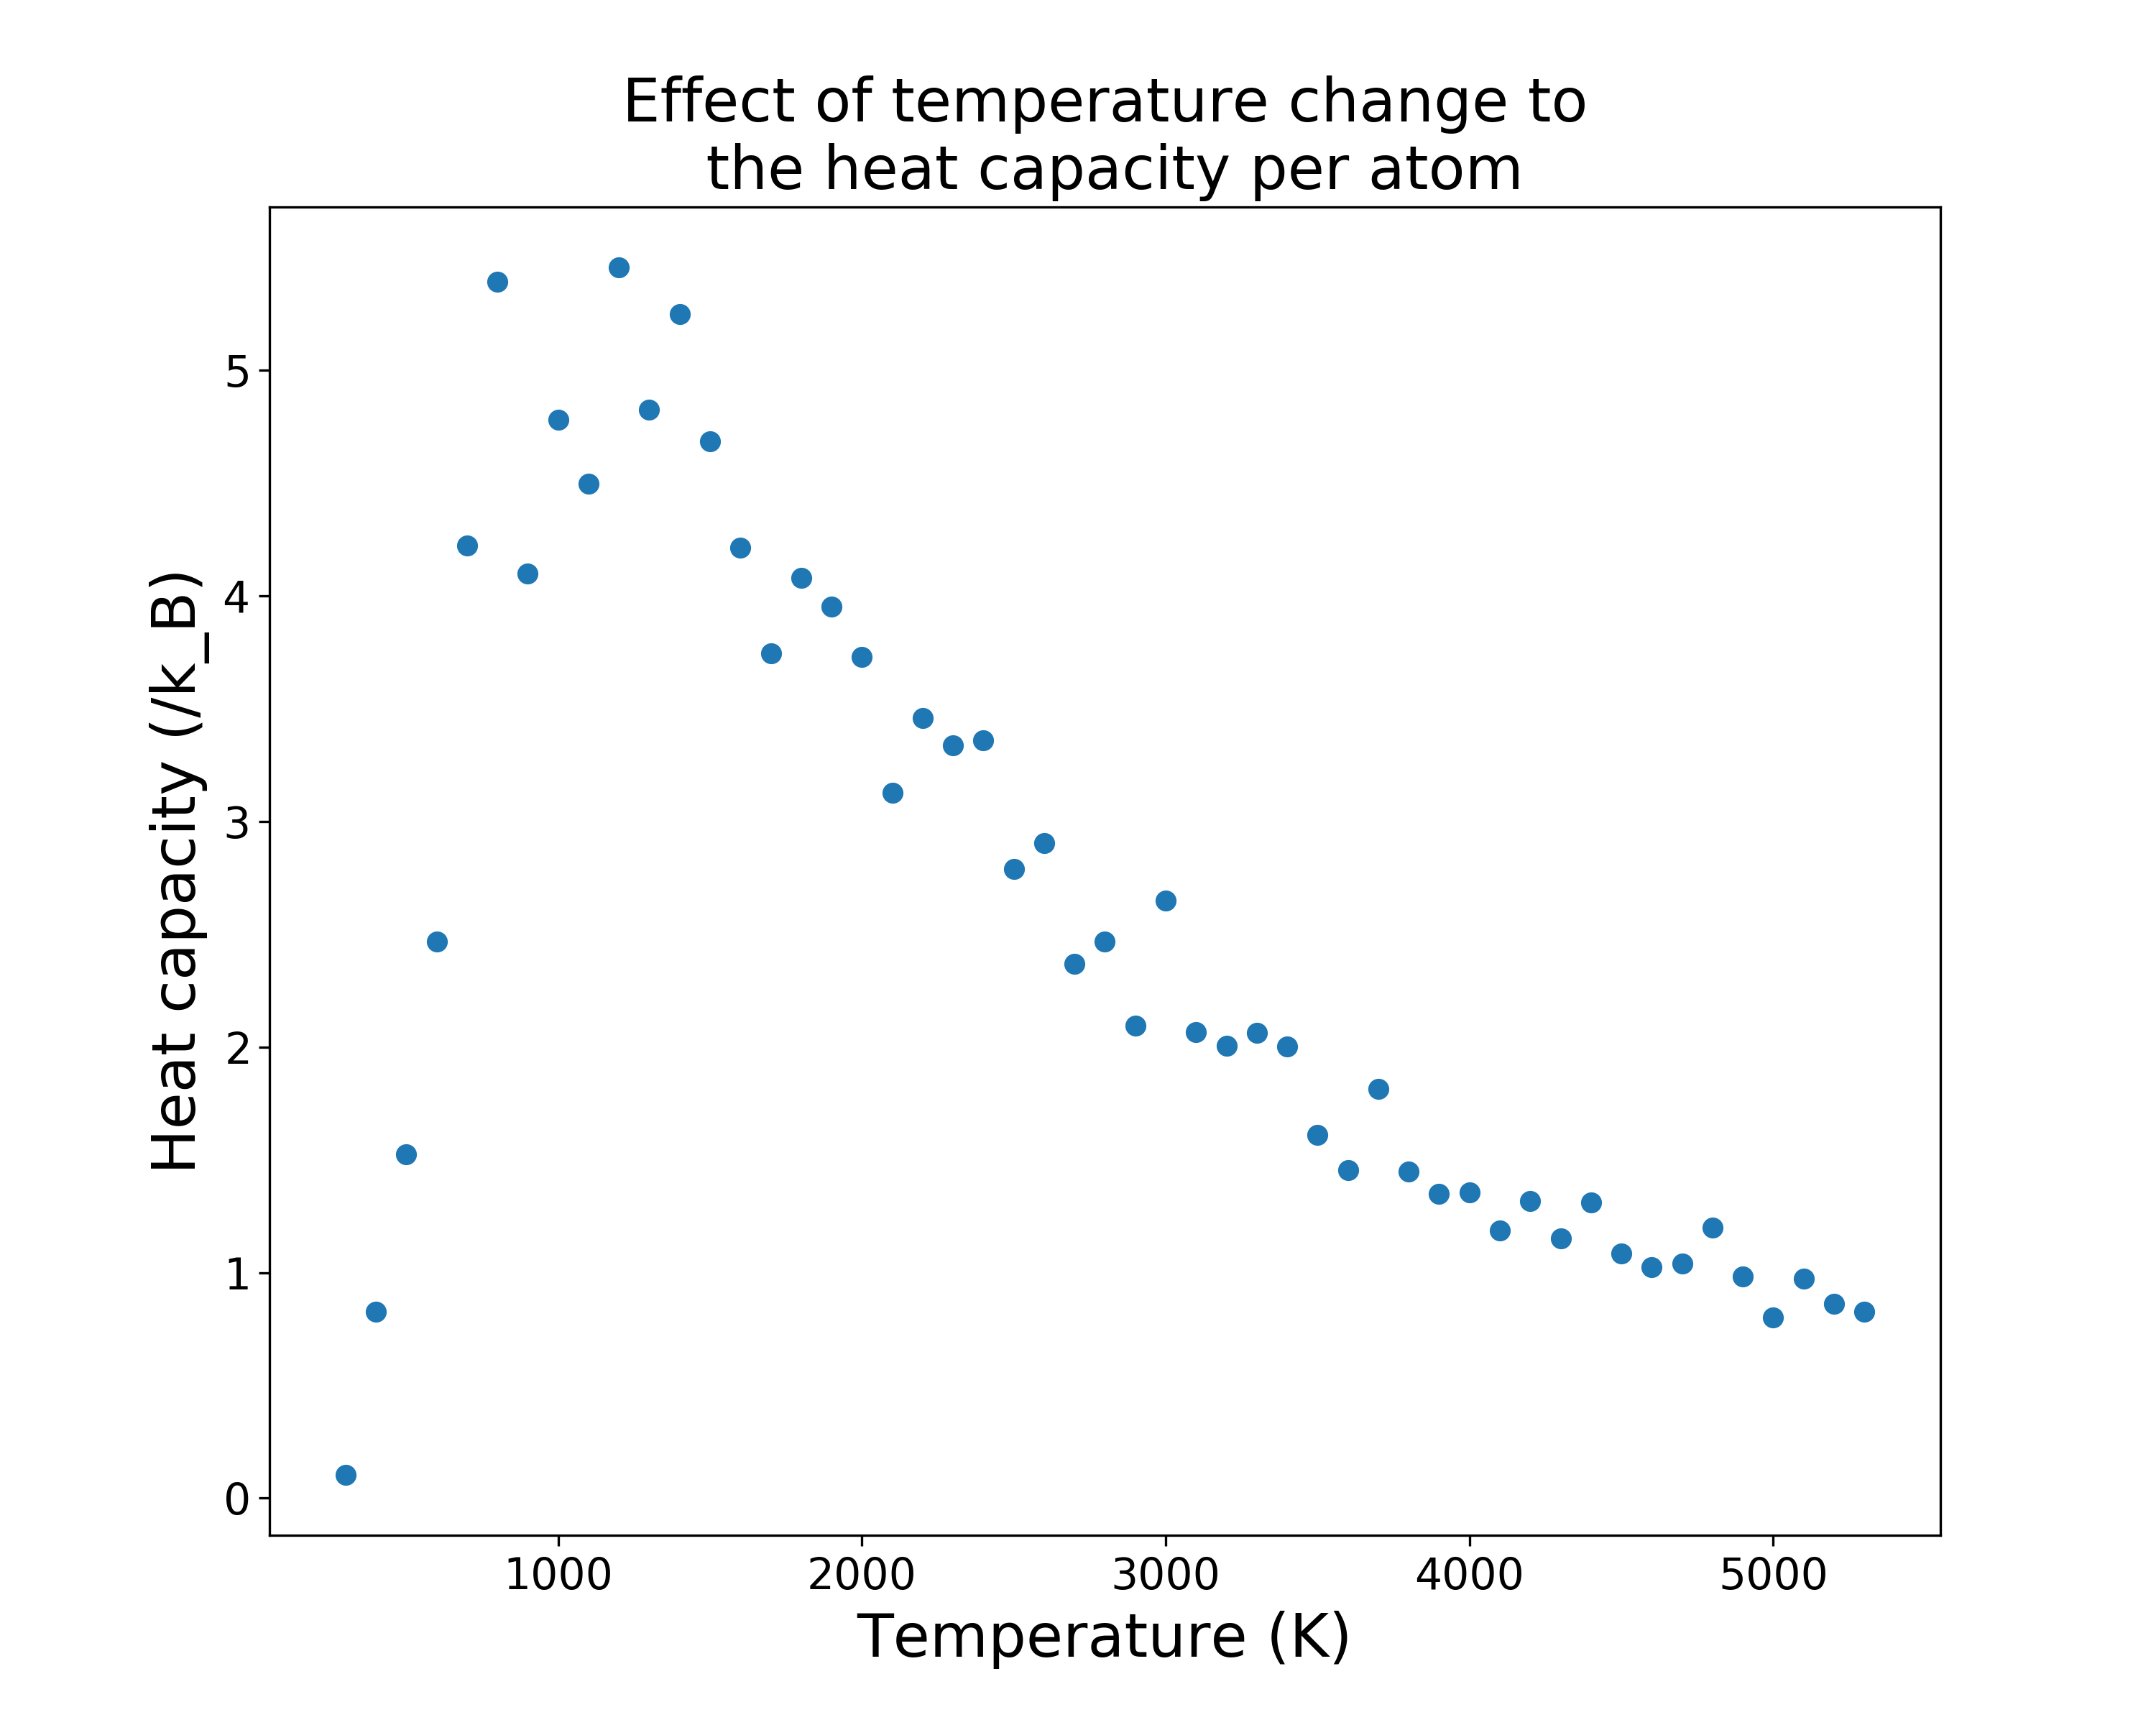 Effect of temperature change to
the heat capacity per atom
Heat capacity (/k_B)
5
4
3
2
1
0
1000 2000 3000 4000 5000
Temperature (K)